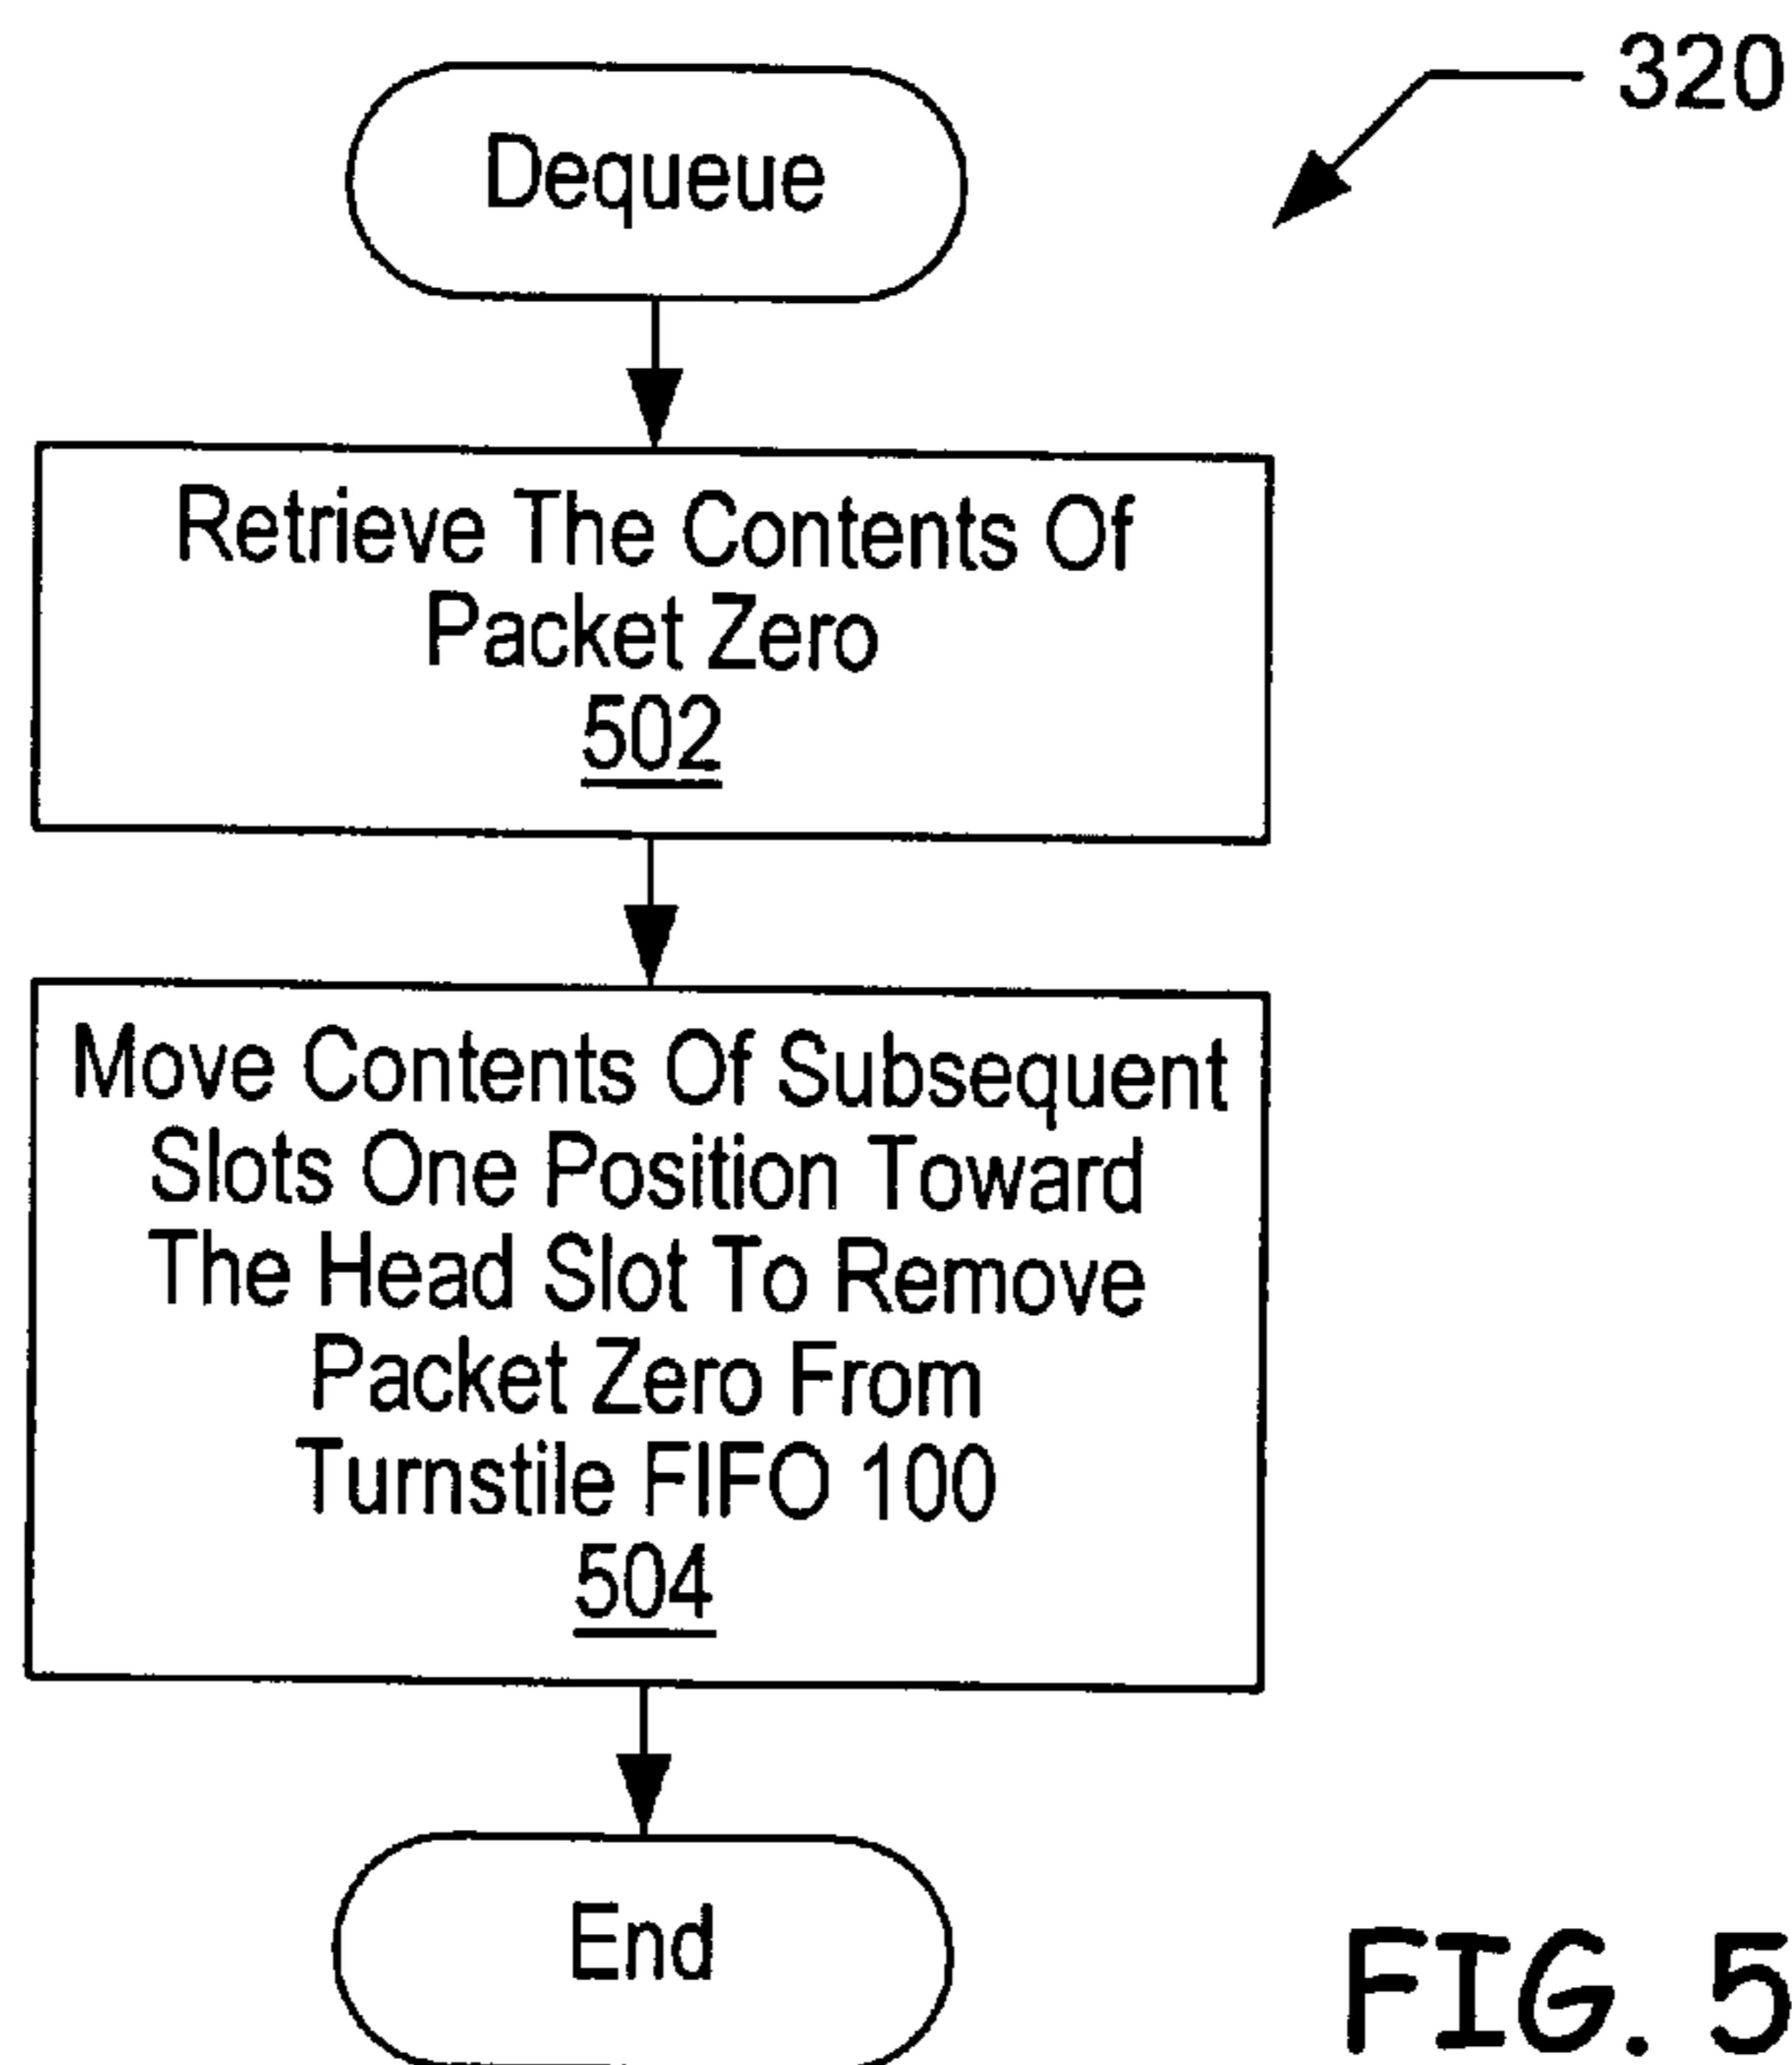 320
Dequeue
Retrieve The Contents Of
Packet Zero
502
Move Contents Of Subsequent
Slots One Position Toward
The Head Slot To Remove
Packet Zero From
Turnstile FIFO 100
504
End
FIG. 5